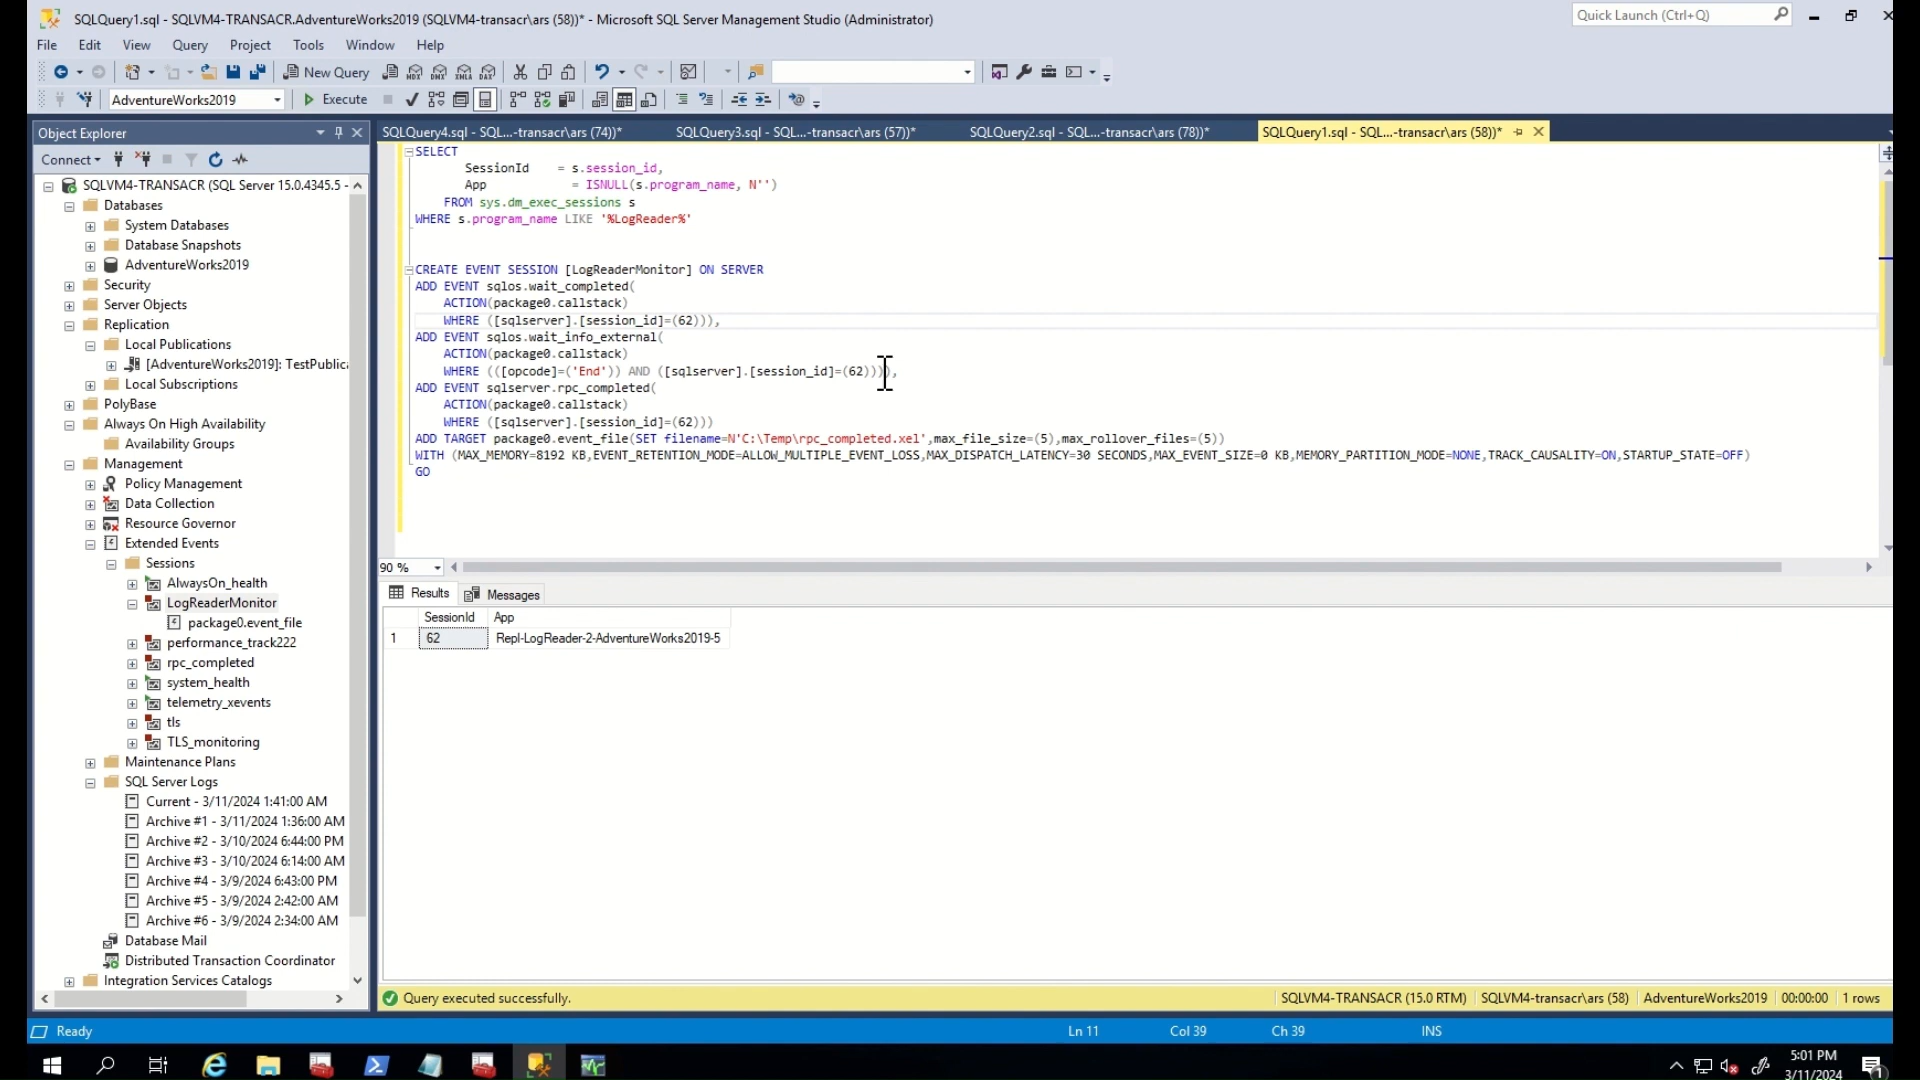 SQLQuery1.sql - SQLVM4-TRANSACR.AdventureWorks2019 (SQLVM4-transacr\ars (58))* - Microsoft SQL Server Management Studio (Administrator)
Quick Launch (Ctrl+Q)
File Edit View Query Project Tools Window Help
New Query
AdventureWorks2019
Execute
Object Explorer
Connect
SQLVM4-TRANSACR (SQL Server 15.0.4345.5 -
Databases
System Databases
Database Snapshots
AdventureWorks2019
Security
Server Objects
Replication
Local Publications
[AdventureWorks2019]: TestPublica
Local Subscriptions
PolyBase
Always On High Availability
Availability Groups
Management
Policy Management
Data Collection
Resource Governor
Extended Events
Sessions
AlwaysOn_health
LogReaderMonitor
package0.event_file
performance_track222
rpc_completed
system_health
telemetry_xevents
tls
TLS_monitoring
Maintenance Plans
SQL Server Logs
Current - 3/11/2024 1:41:00 AM
Archive #1 - 3/11/2024 1:36:00 AM
Archive #2 - 3/10/2024 6:44:00 PM
Archive #3 - 3/10/2024 6:14:00 AM
Archive #4 - 3/9/2024 6:43:00 PM
Archive #5 - 3/9/2024 2:42:00 AM
Archive #6 - 3/9/2024 2:34:00 AM
Database Mail
Distributed Transaction Coordinator
Integration Services Catalogs
SQLQuery4.sql - SQL...-transacr\ars (74))* SQLQuery3.sql - SQL...-transacr\ars (57))* SQLQuery2.sql - SQL...-transacr\ars (78))* SQLQuery1.sql - SQL...-transacr\ars (58))*
SELECT
SessionId = s.session_id,
App = ISNULL(s.program_name, N'')
FROM sys.dm_exec_sessions s
WHERE s.program_name LIKE '%LogReader%'
CREATE EVENT SESSION [LogReaderMonitor] ON SERVER
ADD EVENT sqlos.wait_completed(
ACTION(package0.callstack)
WHERE ([sqlserver].[session_id]=(62))),
ADD EVENT sqlos.wait_info_external(
ACTION(package0.callstack)
WHERE (([opcode]=('End')) AND ([sqlserver].[session_id]=(62)))),
ADD EVENT sqlserver.rpc_completed(
ACTION(package0.callstack)
WHERE ([sqlserver].[session_id]=(62)))
ADD TARGET package0.event_file(SET filename=N'C:\Temp\rpc_completed.xel',max_file_size=(5),max_rollover_files=(5))
WITH (MAX_MEMORY=8192 KB,EVENT_RETENTION_MODE=ALLOW_MULTIPLE_EVENT_LOSS,MAX_DISPATCH_LATENCY=30 SECONDS,MAX_EVENT_SIZE=0 KB,MEMORY_PARTITION_MODE=NONE,TRACK_CAUSALITY=ON,STARTUP_STATE=OFF)
GO
90 %
Results Messages
SessionId App
1 62 Repl-LogReader-2-AdventureWorks2019-5
Query executed successfully.
SQLVM4-TRANSACR (15.0 RTM) SQLVM4-transacr\ars (58) AdventureWorks2019 00:00:00 1 rows
Ready
Ln 11 Col 39 Ch 39 INS
5:01 PM
3/11/2024
1